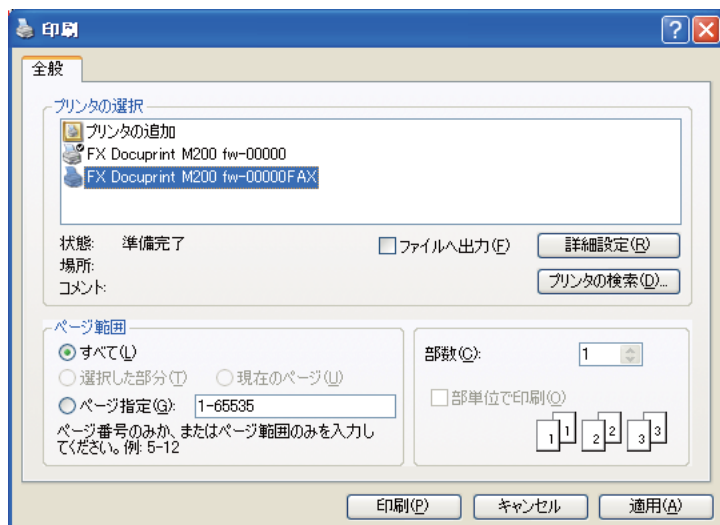 印刷
全般
プリンタの選択
プリンタの追加
FX Docuprint M200 fw-00000
FX Docuprint M200 fw-00000FAX
状態: 準備完了
場所:
コメント:
ファイルへ出力(F)
詳細設定(R)
プリンタの検索(D)...
ページ範囲
すべて(L)
選択した部分(T) 現在のページ(U)
ページ指定(G): 1-65535
ページ番号のみか、またはページ範囲のみを入力し
てください。例: 5-12
部数(C): 1
部単位で印刷(O)
1 1 2 2 3 3
印刷(P) キャンセル 適用(A)